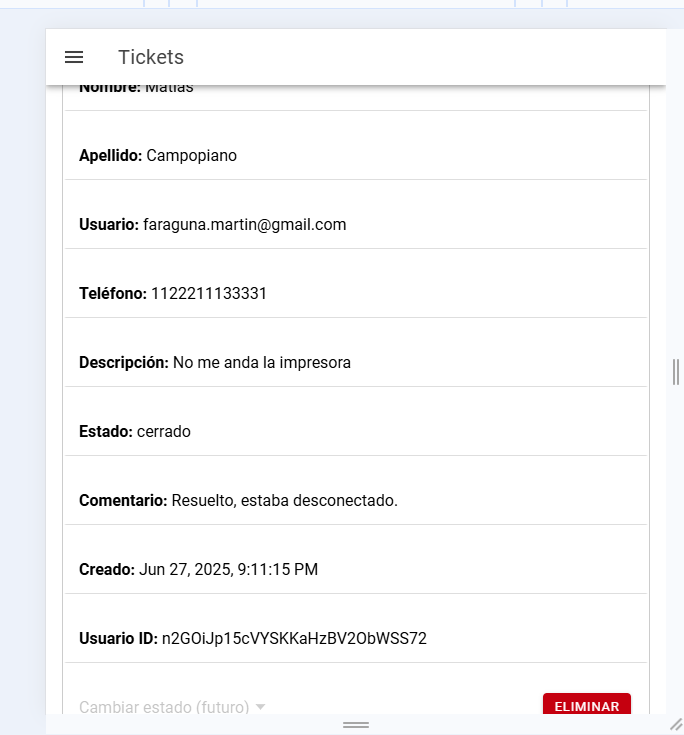 Tickets
Nombre: Matias
Apellido: Campopiano
Usuario: faraguna.martin@gmail.com
Teléfono: 1122211133331
Descripción: No me anda la impresora
Estado: cerrado
Comentario: Resuelto, estaba desconectado.
Creado: Jun 27, 2025, 9:11:15 PM
Usuario ID: n2GOiJp15cVYSKKaHzBV2ObWSS72
Cambiar estado (futuro) ELIMINAR